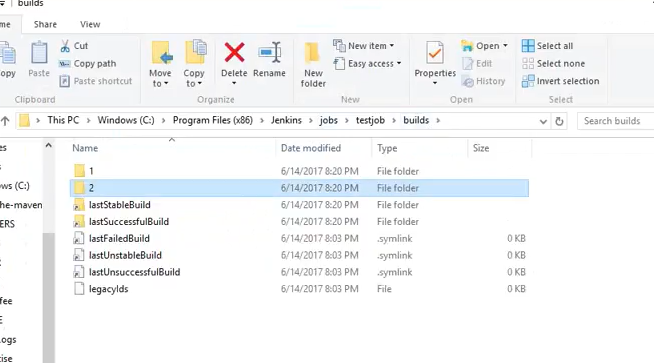 builds
me Share View
Cut
Copy path
Paste shortcut
opy Paste
Move to
Copy to
Delete Rename
New folder
New item
Easy access
Properties
Open
Edit
History
Select all
Select none
Invert selection
Clipboard Organize New Open Select
This PC > Windows (C:) > Program Files (x86) > Jenkins > jobs > testjob > builds >
Search builds
Name Date modified Type Size
1 6/14/2017 8:20 PM File folder
2 6/14/2017 8:20 PM File folder
lastStableBuild 6/14/2017 8:20 PM File folder
lastSuccessfulBuild 6/14/2017 8:20 PM File folder
lastFailedBuild 6/14/2017 8:03 PM .symlink 0 KB
lastUnstableBuild 6/14/2017 8:03 PM .symlink 0 KB
lastUnsuccessfulBuild 6/14/2017 8:03 PM .symlink 0 KB
legacyIds 6/14/2017 8:03 PM File 0 KB
es
ws (C:)
he-maven
ERS
fee
E
ogs
ise